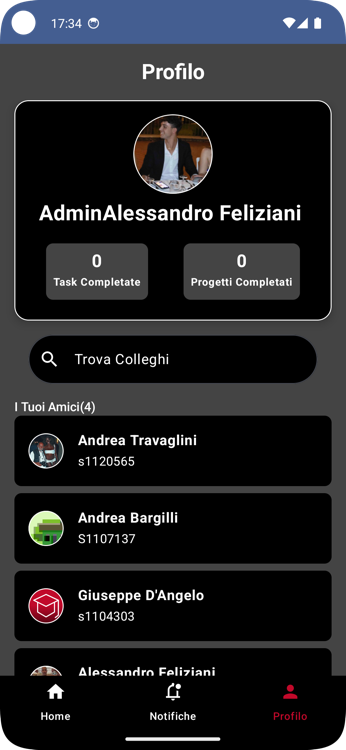 17:34
Profilo
AdminAlessandro Feliziani
0
Task Completate
0
Progetti Completati
Trova Colleghi
I Tuoi Amici(4)
Andrea Travaglini
s1120565
Andrea Bargilli
S1107137
Giuseppe D'Angelo
s1104303
Alessandro Feliziani
Home
Notifiche
Profilo